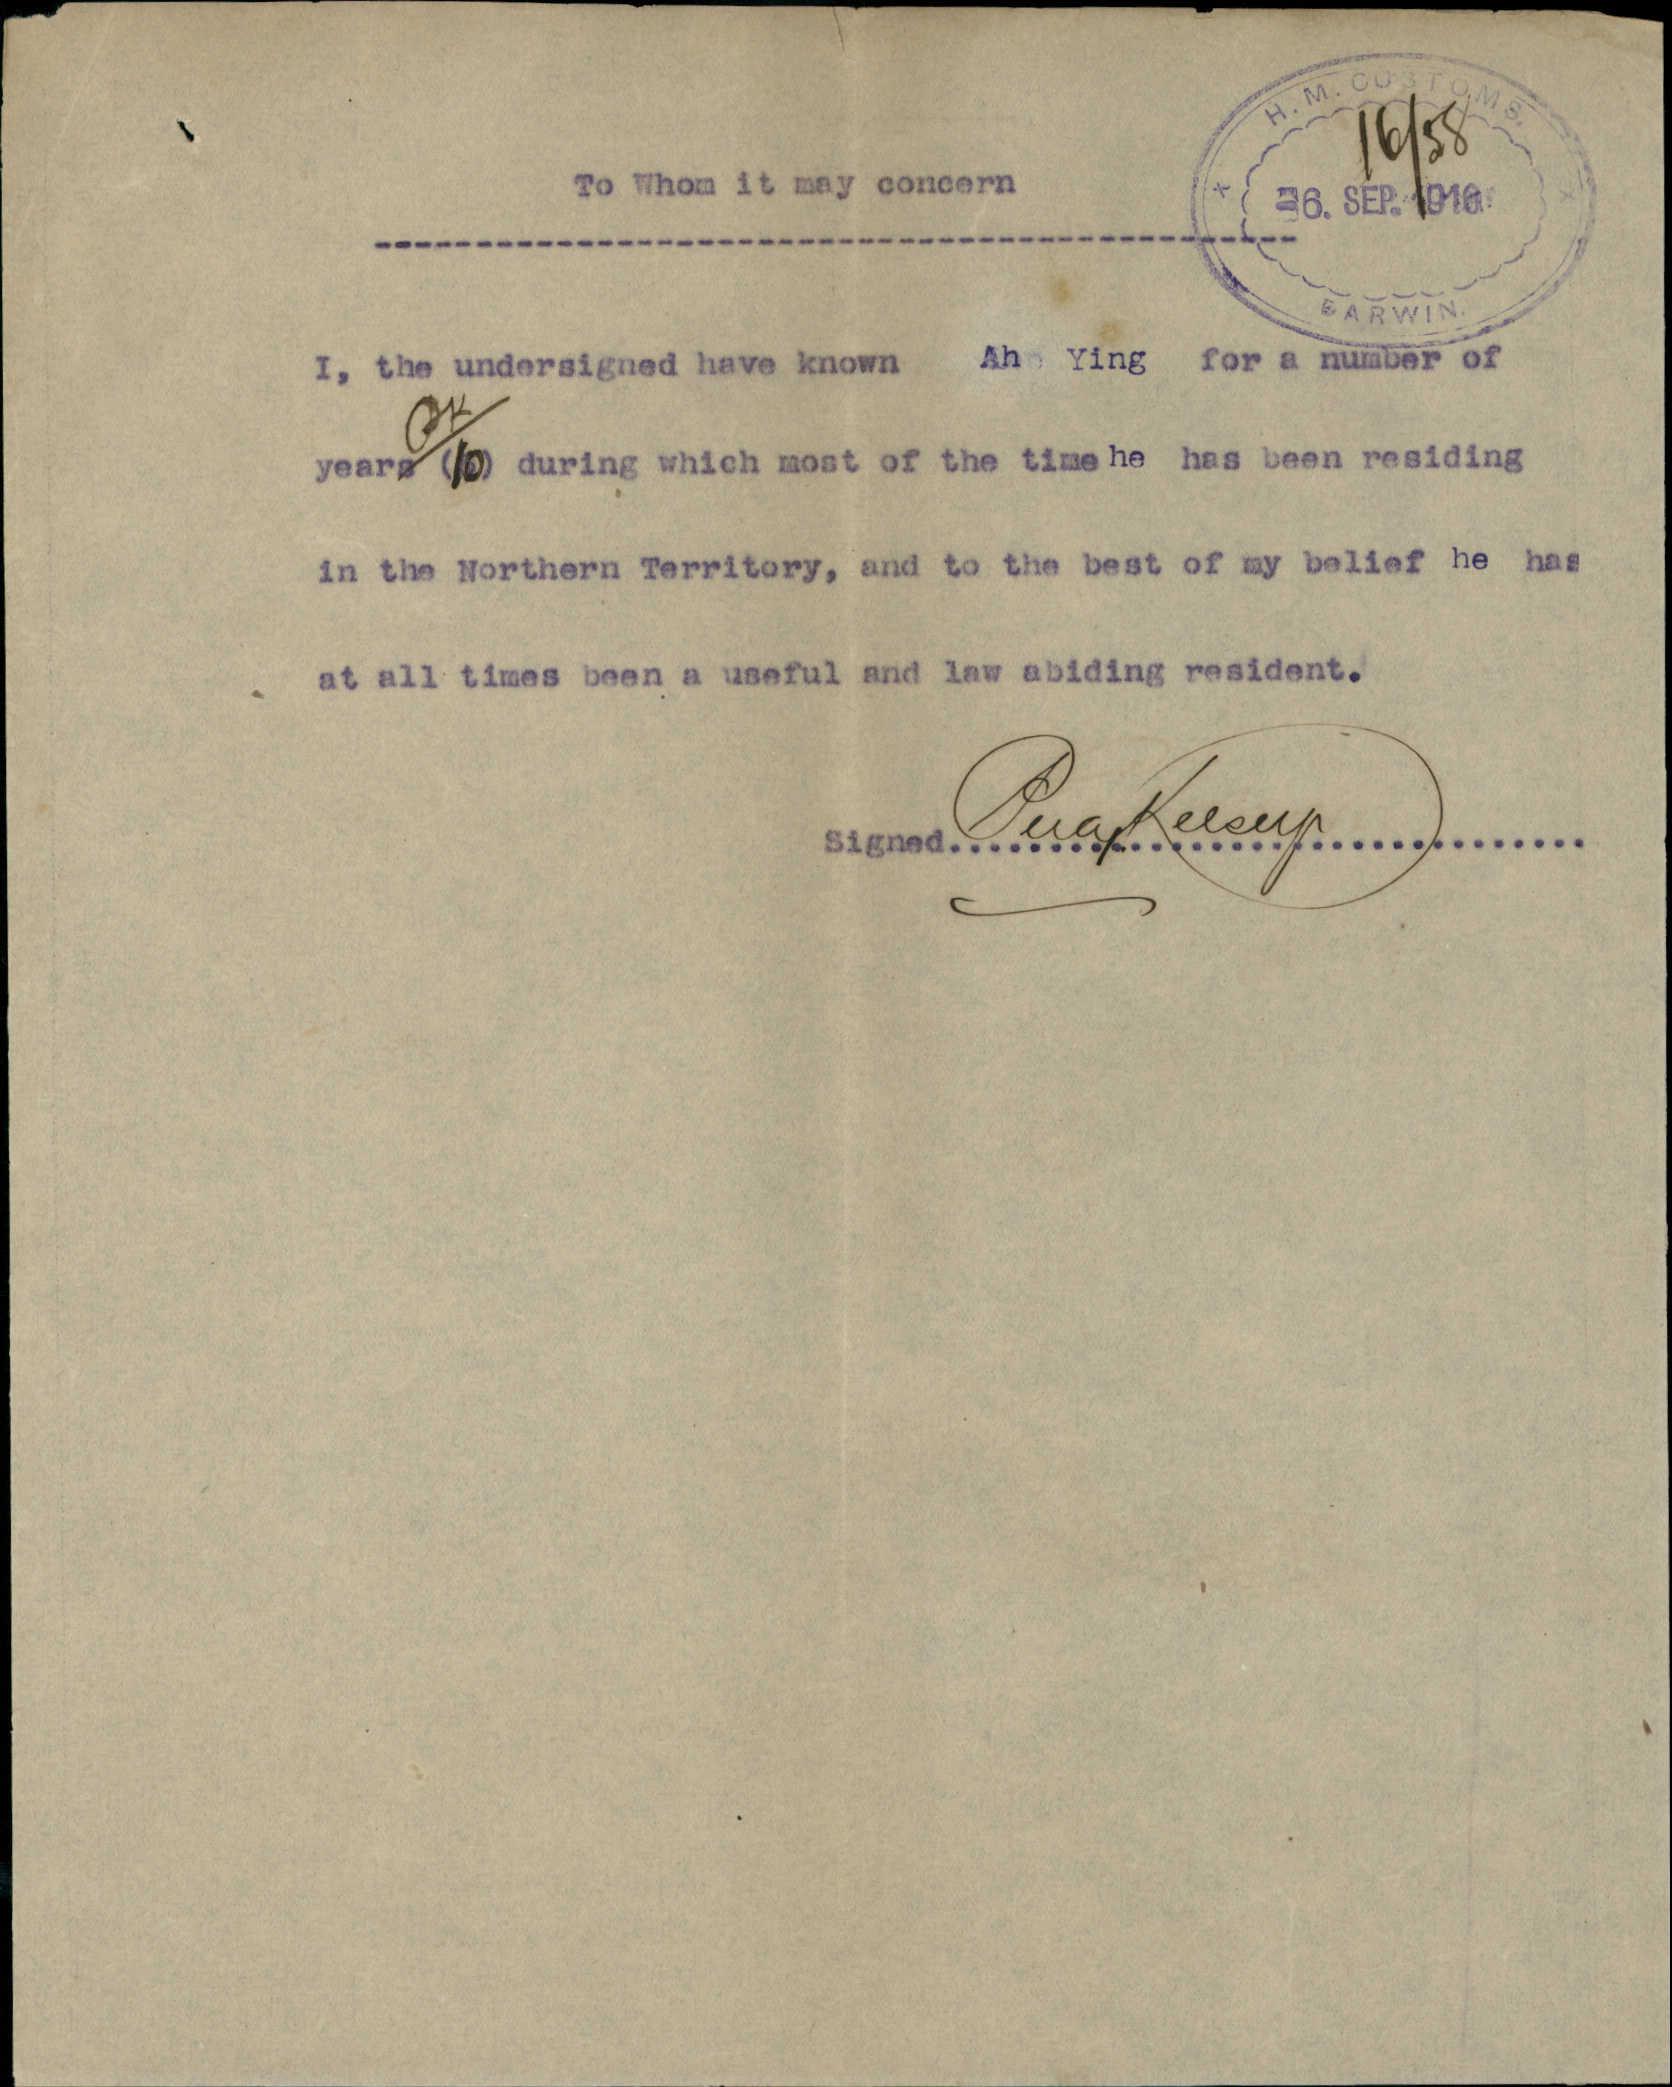 H. M. CUSTOMS.
16/58
6. SEP. 1916
DARWIN.
To Whom it may concern
I, the undersigned have known Ah Ying for a number of
years (10) during which most of the time he has been residing
in the Northern Territory, and to the best of my belief he has
at all times been a useful and law abiding resident.
Signed Kelsey